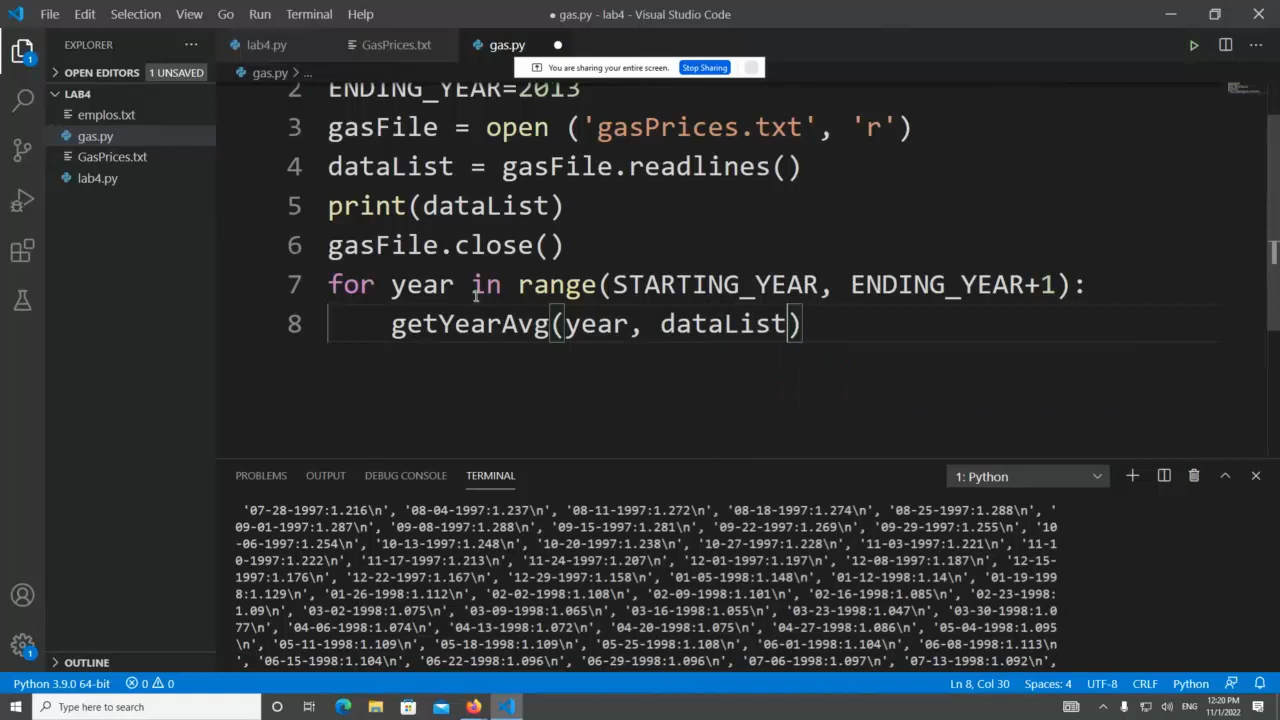 File Edit Selection View Go Run Terminal Help
● gas.py - lab4 - Visual Studio Code
EXPLORER
lab4.py
GasPrices.txt
gas.py
OPEN EDITORS 1 UNSAVED
gas.py > ...
You are sharing your entire screen. Stop Sharing
LAB4
emplos.txt
gas.py
GasPrices.txt
lab4.py
2 ENDING_YEAR=2013
3 gasFile = open ('gasPrices.txt', 'r')
4 dataList = gasFile.readlines()
5 print(dataList)
6 gasFile.close()
7 for year in range(STARTING_YEAR, ENDING_YEAR+1):
8 getYearAvg(year, dataList)
PROBLEMS OUTPUT DEBUG CONSOLE TERMINAL
1: Python
'07-28-1997:1.216\n', '08-04-1997:1.237\n', '08-11-1997:1.272\n', '08-18-1997:1.274\n', '08-25-1997:1.288\n', '
09-01-1997:1.287\n', '09-08-1997:1.288\n', '09-15-1997:1.281\n', '09-22-1997:1.269\n', '09-29-1997:1.255\n', '10
-06-1997:1.254\n', '10-13-1997:1.248\n', '10-20-1997:1.238\n', '10-27-1997:1.228\n', '11-03-1997:1.221\n', '11-1
0-1997:1.222\n', '11-17-1997:1.213\n', '11-24-1997:1.207\n', '12-01-1997:1.197\n', '12-08-1997:1.187\n', '12-15-
1997:1.176\n', '12-22-1997:1.167\n', '12-29-1997:1.158\n', '01-05-1998:1.148\n', '01-12-1998:1.14\n', '01-19-199
8:1.129\n', '01-26-1998:1.112\n', '02-02-1998:1.108\n', '02-09-1998:1.101\n', '02-16-1998:1.085\n', '02-23-1998:
1.09\n', '03-02-1998:1.075\n', '03-09-1998:1.065\n', '03-16-1998:1.055\n', '03-23-1998:1.047\n', '03-30-1998:1.0
77\n', '04-06-1998:1.074\n', '04-13-1998:1.072\n', '04-20-1998:1.075\n', '04-27-1998:1.086\n', '05-04-1998:1.095
\n', '05-11-1998:1.109\n', '05-18-1998:1.109\n', '05-25-1998:1.108\n', '06-01-1998:1.104\n', '06-08-1998:1.113\n'
, '06-15-1998:1.104\n', '06-22-1998:1.096\n', '06-29-1998:1.096\n', '07-06-1998:1.097\n', '07-13-1998:1.092\n',
OUTLINE
Python 3.9.0 64-bit 0 0
Ln 8, Col 30 Spaces: 4 UTF-8 CRLF Python
Type here to search
ENG
12:20 PM
11/1/2022